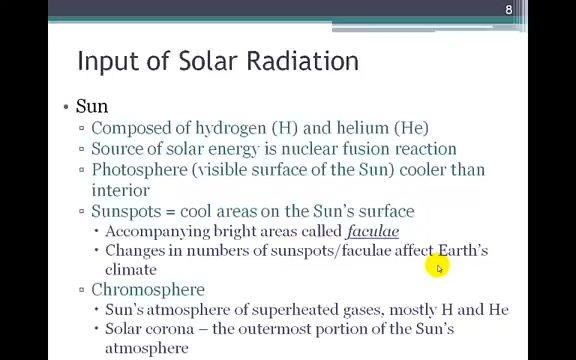 8
Input of Solar Radiation
• Sun
▫ Composed of hydrogen (H) and helium (He)
▫ Source of solar energy is nuclear fusion reaction
▫ Photosphere (visible surface of the Sun) cooler than
interior
▫ Sunspots = cool areas on the Sun's surface
• Accompanying bright areas called faculae
• Changes in numbers of sunspots/faculae affect Earth's
climate
▫ Chromosphere
• Sun's atmosphere of superheated gases, mostly H and He
• Solar corona – the outermost portion of the Sun's
atmosphere